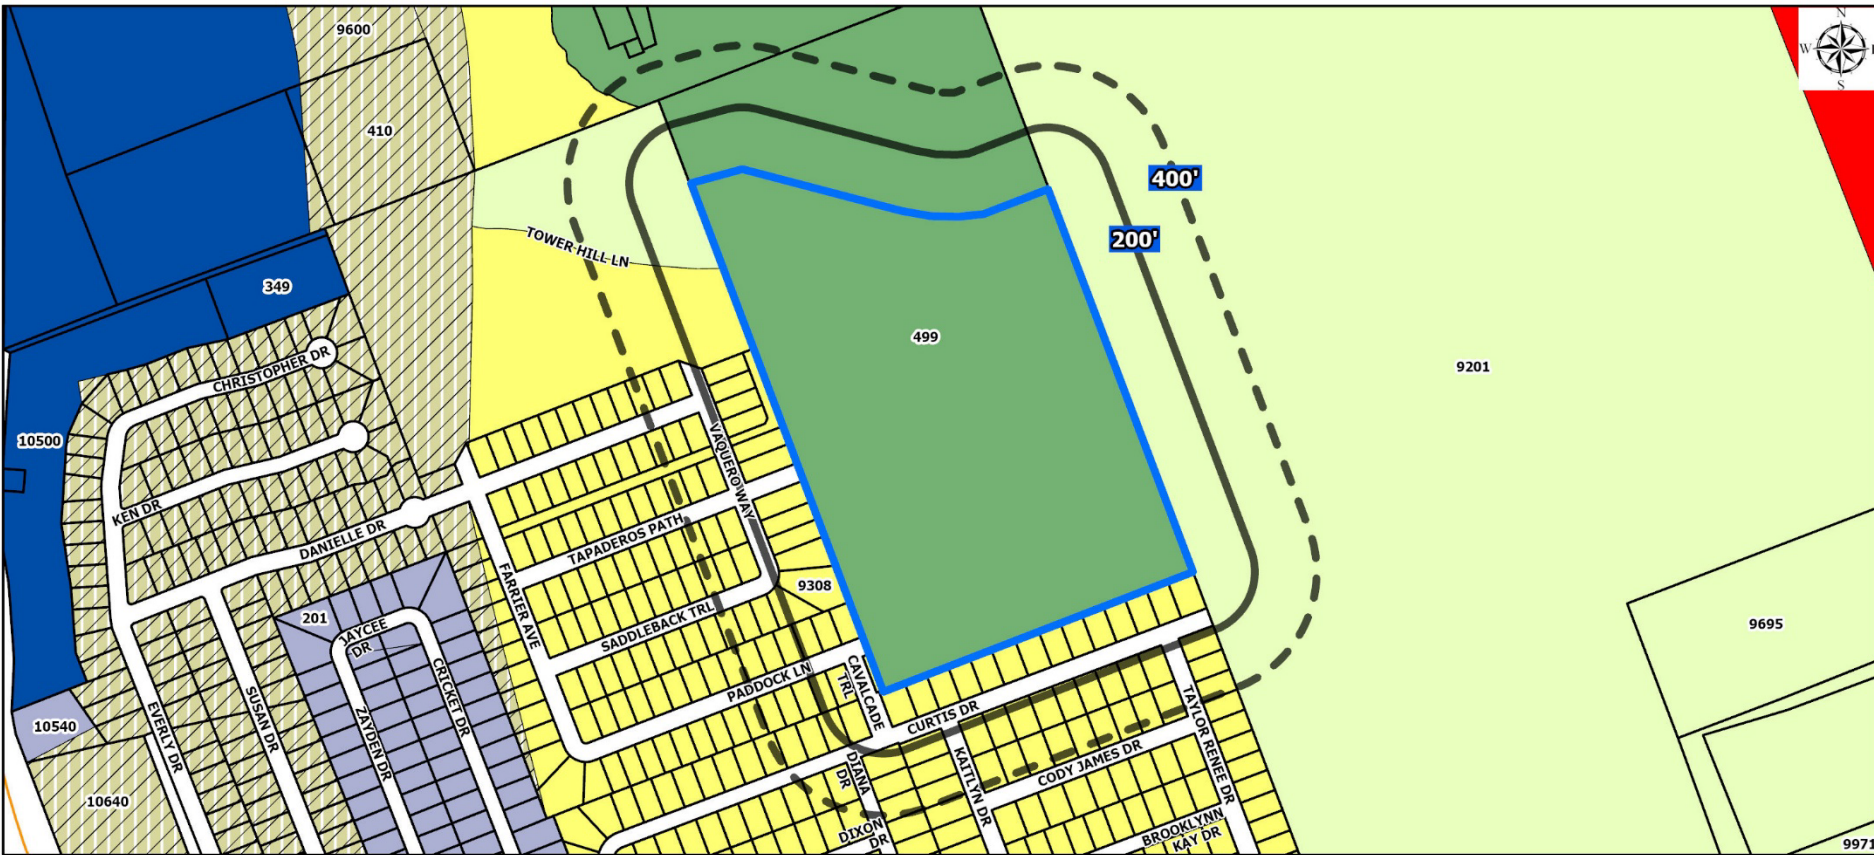 9600
N
W
S
410
400'
200'
TOWER HILL LN
349
499
9201
CHRISTOPHER DR
10500
KEN DR
VAQUERO WAY
DANIELLE DR
TAPADEROS PATH
FARRIER AVE
9308
201
SADDLEBACK TRL
JAYCEE
DR
9695
CRICKET DR
PADDOCK LN
CAVALCADE
TRL
EVERLY DR
SUSAN DR
ZAYDEN DR
10540
CURTIS DR
TAYLOR RENEE DR
KAITLYN DR
CODY JAMES DR
DIANA
DR
10640
DIXON
DR
BROOKLYNN
KAY DR